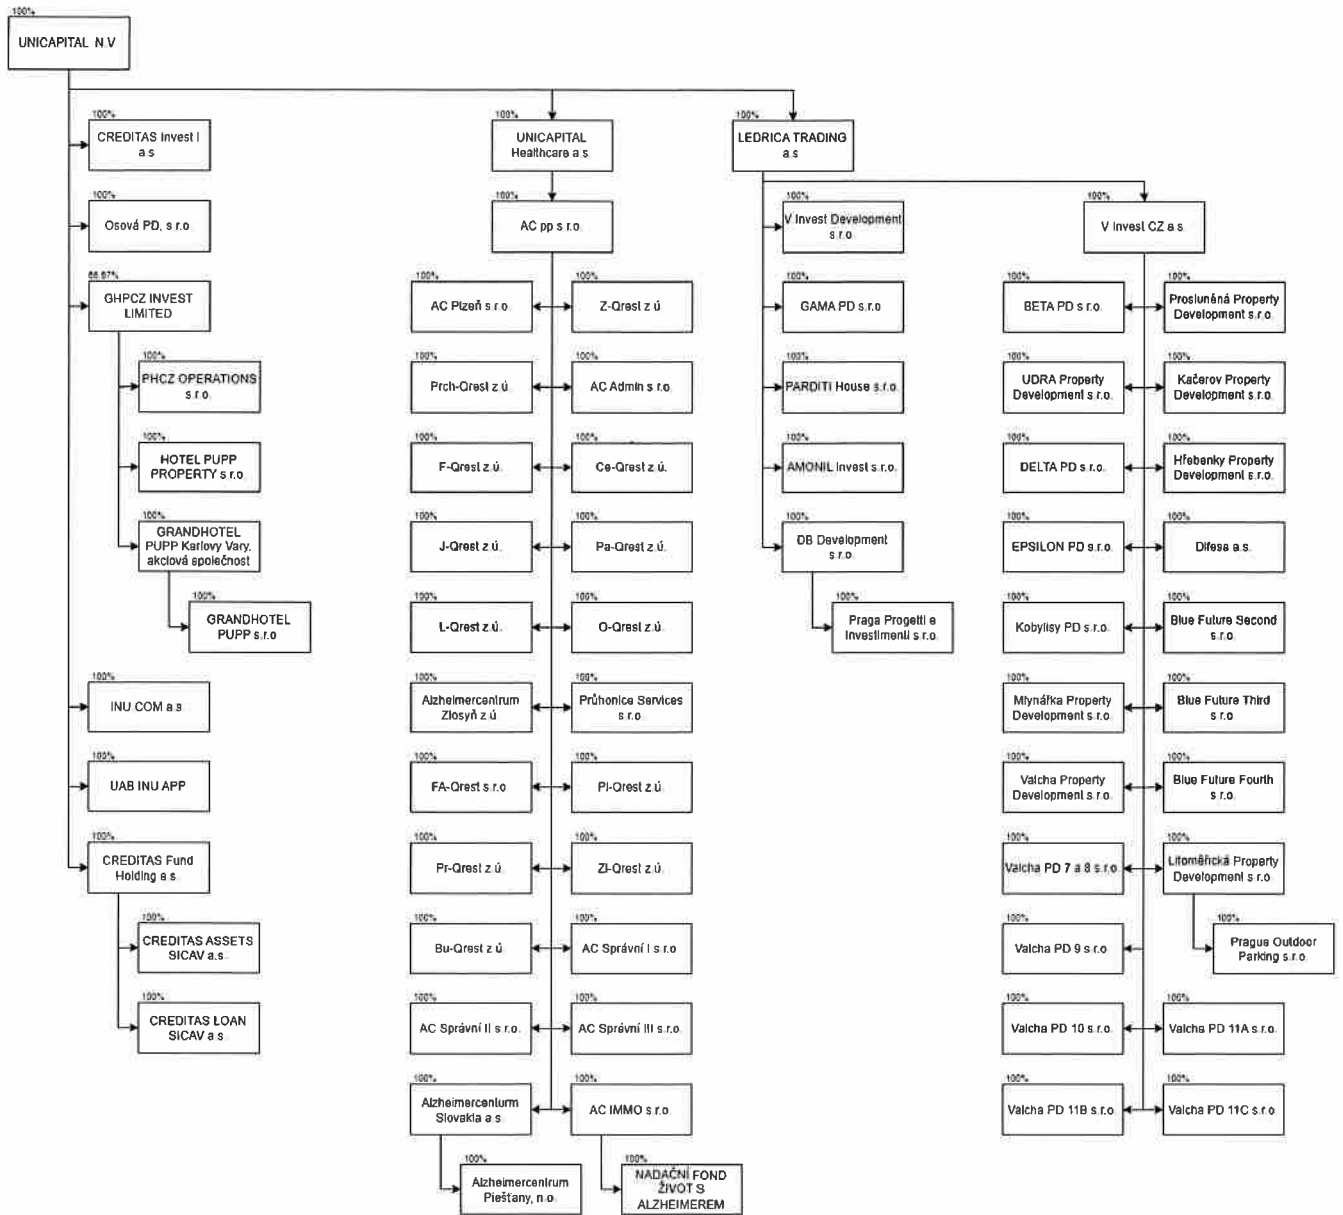 100%
UNICAPITAL N.V
100%
CREDITAS Invest I
a s
100%
Osová PD, s r.o.
66.67%
GHPCZ INVEST
LIMITED
100%
PHCZ OPERATIONS
s.r.o.
100%
HOTEL PUPP
PROPERTY s r.o.
100%
GRANDHOTEL
PUPP Karlovy Vary,
akciová společnost
100%
GRANDHOTEL
PUPP s.r.o
100%
INU COM a.s
100%
UAB INU APP
100%
CREDITAS Fund
Holding a s.
100%
CREDITAS ASSETS
SICAV a.s.
100%
CREDITAS LOAN
SICAV a s.
100%
UNICAPITAL
Healthcare a s
100%
AC pp s r.o.
100%
AC Plzeň s r.o.
100%
Z-Qrest z ú
100%
Prch-Qrest z ú.
100%
AC Admin s r.o.
100%
F-Qrest z.ú.
100%
Ce-Qrest z.ú.
100%
J-Qrest z.ú.
100%
Pa-Qrest z.ú.
100%
L-Qrest z.ú.
100%
O-Qrest z.ú.
100%
Alzheimercentrum
Zlosyň z ú
100%
Průhonice Services
s r.o.
100%
FA-Qrest s r.o
100%
Pl-Qrest z.ú.
100%
Pr-Qrest z ú.
100%
Zl-Qrest z.ú.
100%
Bu-Qrest z ú.
100%
AC Správní I s r.o
100%
AC Správní II s r.o.
100%
AC Správní III s.r.o.
100%
Alzheimercentrum
Slovakia a s
100%
AC IMMO s r.o.
100%
Alzheimercentrum
Piešťany, n.o.
100%
NADAČNÍ FOND
ŽIVOT S
ALZHEIMEREM
100%
LEDRICA TRADING
a.s
100%
V Invest Development
s.r.o.
100%
GAMA PD s r.o
100%
PARDITI House s.r.o.
100%
AMONIL Invest s.r.o.
100%
DB Development
s.r.o.
100%
Praga Progetti e
Investimenti s r.o.
100%
V Invest CZ a s.
100%
BETA PD s r.o.
100%
Prosluněná Property
Development s r.o.
100%
UDRA Property
Development s.r.o.
100%
Kačerov Property
Development s.r.o.
100%
DELTA PD s r.o.
100%
Hřebenky Property
Development s.r.o.
100%
EPSILON PD s r.o.
100%
Difesa a.s.
100%
Kobylisy PD s r.o.
100%
Blue Future Second
s.r.o.
100%
Mlynářka Property
Development s r.o.
100%
Blue Future Third
s r.o
100%
Valcha Property
Development s r.o.
100%
Blue Future Fourth
s r.o.
100%
Valcha PD 7 a 8 s r.o.
100%
Litoměřická Property
Development s r.o
100%
Valcha PD 9 s r.o
100%
Prague Outdoor
Parking s.r.o.
100%
Valcha PD 10 s r.o.
100%
Valcha PD 11A s r.o.
100%
Valcha PD 11B s r.o.
100%
Valcha PD 11C s r.o